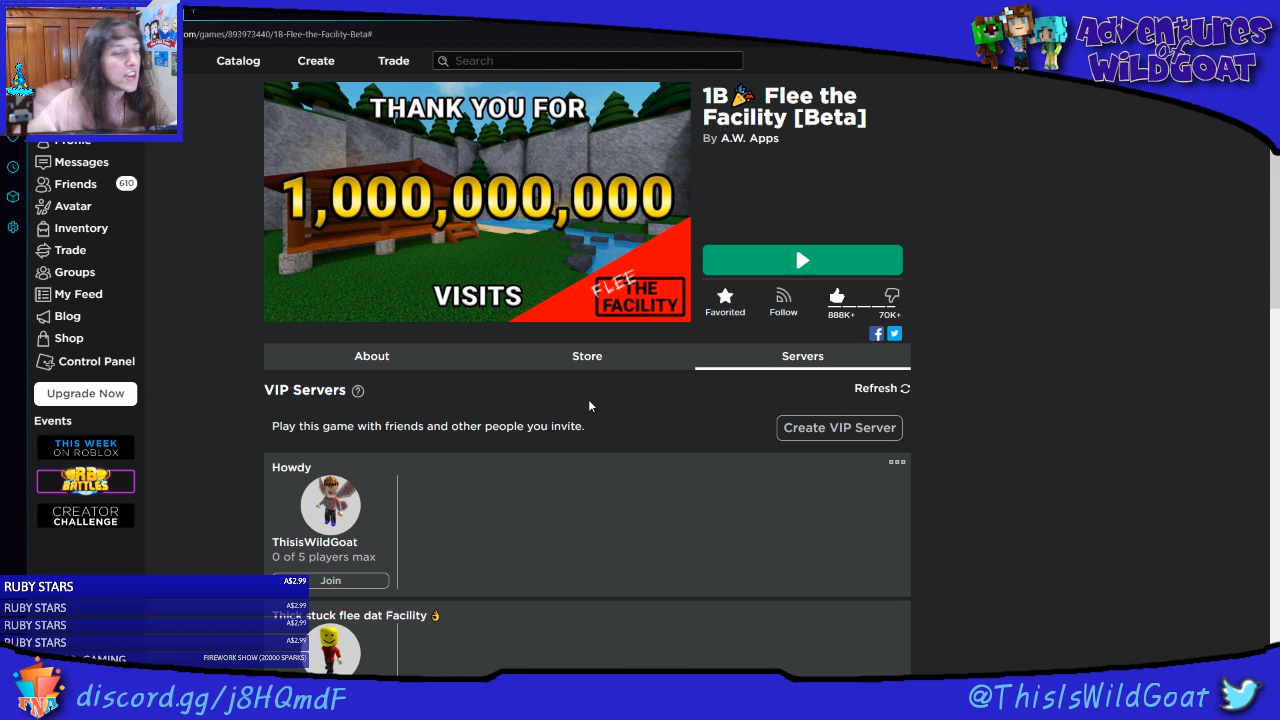 om/games/893973440/1B-Flee-the-Facility-Beta#
Adventures
of
WildGoat
Catalog
Create
Trade
Search
Profile
Messages
Friends
610
Avatar
Inventory
Trade
Groups
My Feed
Blog
Shop
Control Panel
Upgrade Now
Events
THIS WEEK
ON ROBLOX
RB
BATTLES
CREATOR
CHALLENGE
THANK YOU FOR
1,000,000,000
VISITS
FLEE
THE
FACILITY
1B🎉 Flee the
Facility [Beta]
By A.W. Apps
Favorited
Follow
888K+
70K+
About
Store
Servers
VIP Servers
Refresh
Play this game with friends and other people you invite.
Create VIP Server
Howdy
ThisisWildGoat
0 of 5 players max
Join
Thick stuck flee dat Facility 👌
RUBY STARS A$2.99
RUBY STARS A$2.99
RUBY STARS A$2.99
RUBY STARS A$2.99
GAMING FIREWORK SHOW (20000 SPARKS)
FNA
discord.gg/j8HQmdF
@ThisIsWildGoat